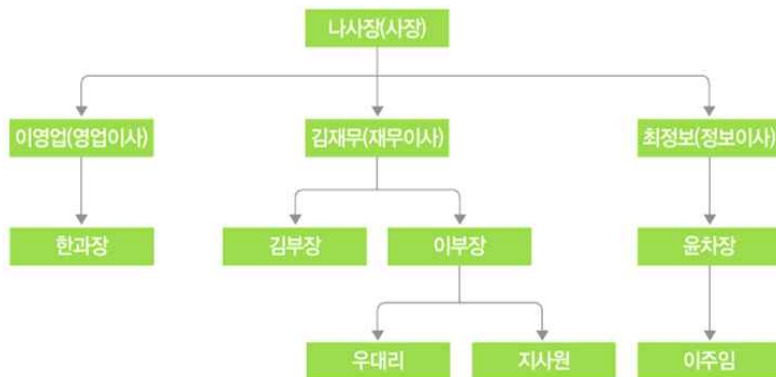 나사장(사장)
이영업(영업이사)
김재무(재무이사)
최정보(정보이사)
한과장
김부장
이부장
윤차장
우대리
지사원
이주임